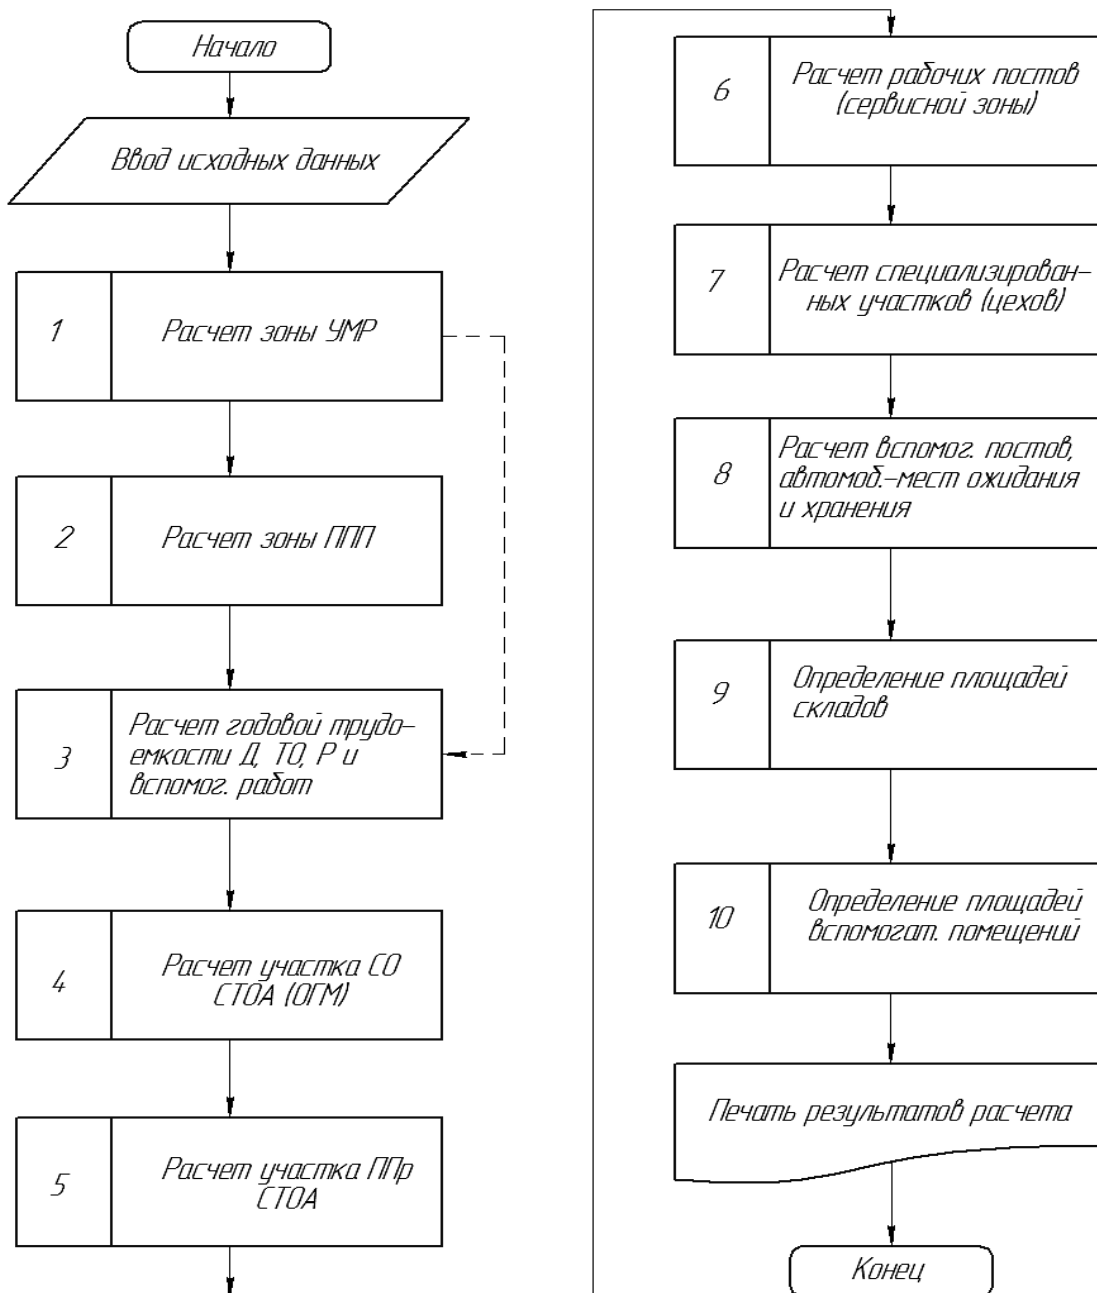 Начало
Ввод исходных данных
1
Расчет зоны УМР
2
Расчет зоны ППП
3
Расчет годовой трудо-
емкости Д, ТО, Р и
вспомог. работ
4
Расчет участка СО
СТОА (ОГМ)
5
Расчет участка ППр
СТОА
6
Расчет рабочих постов
(сервисной зоны)
7
Расчет специализирован-
ных участков (цехов)
8
Расчет вспомог. постов,
автомоб.-мест ожидания
и хранения
9
Определение площадей
складов
10
Определение площадей
вспомогат. помещений
Печать результатов расчета
Конец